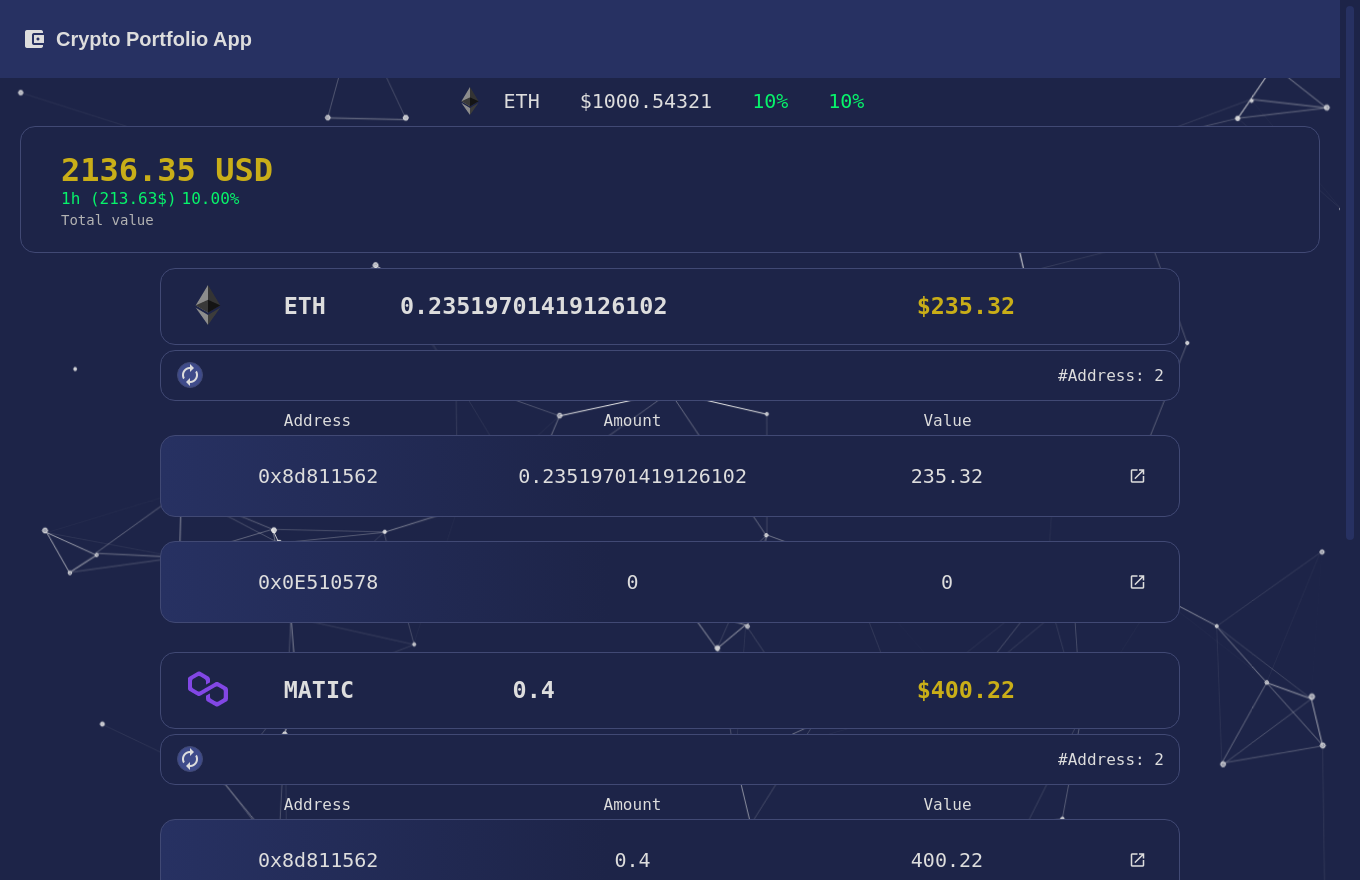 Crypto Portfolio App
ETH $1000.54321 10% 10%
2136.35 USD
1h (213.63$) 10.00%
Total value
ETH 0.23519701419126102 $235.32
#Address: 2
Address Amount Value
0x8d811562 0.23519701419126102 235.32
0x0E510578 0 0
MATIC 0.4 $400.22
#Address: 2
Address Amount Value
0x8d811562 0.4 400.22